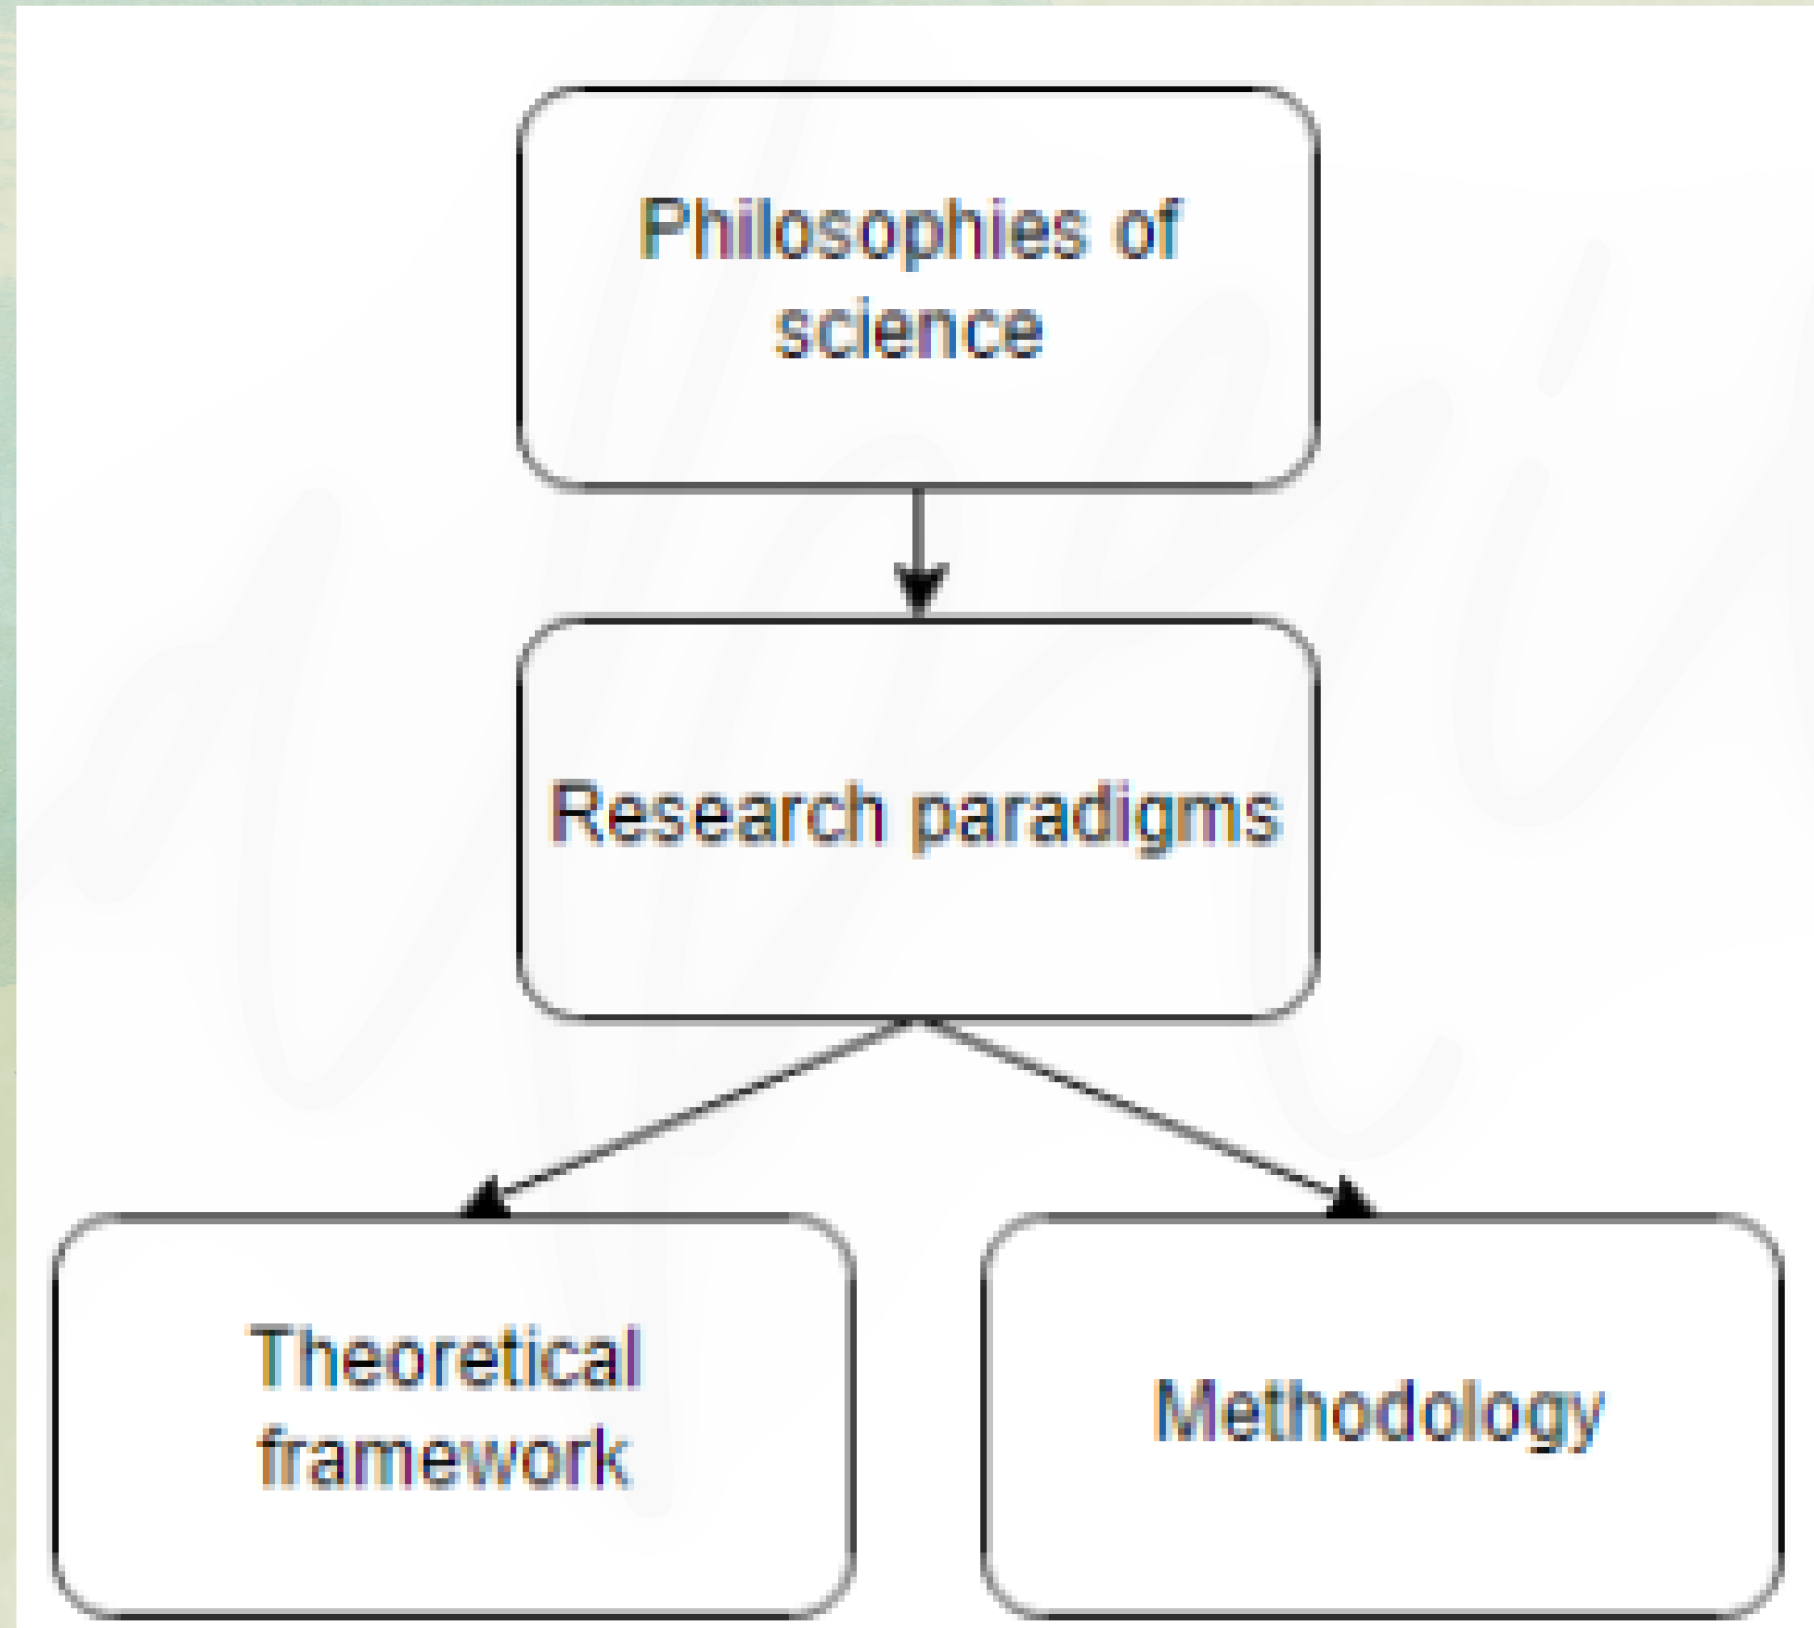 Philosophies of
science
Research paradigms
Theoretical
framework
Methodology